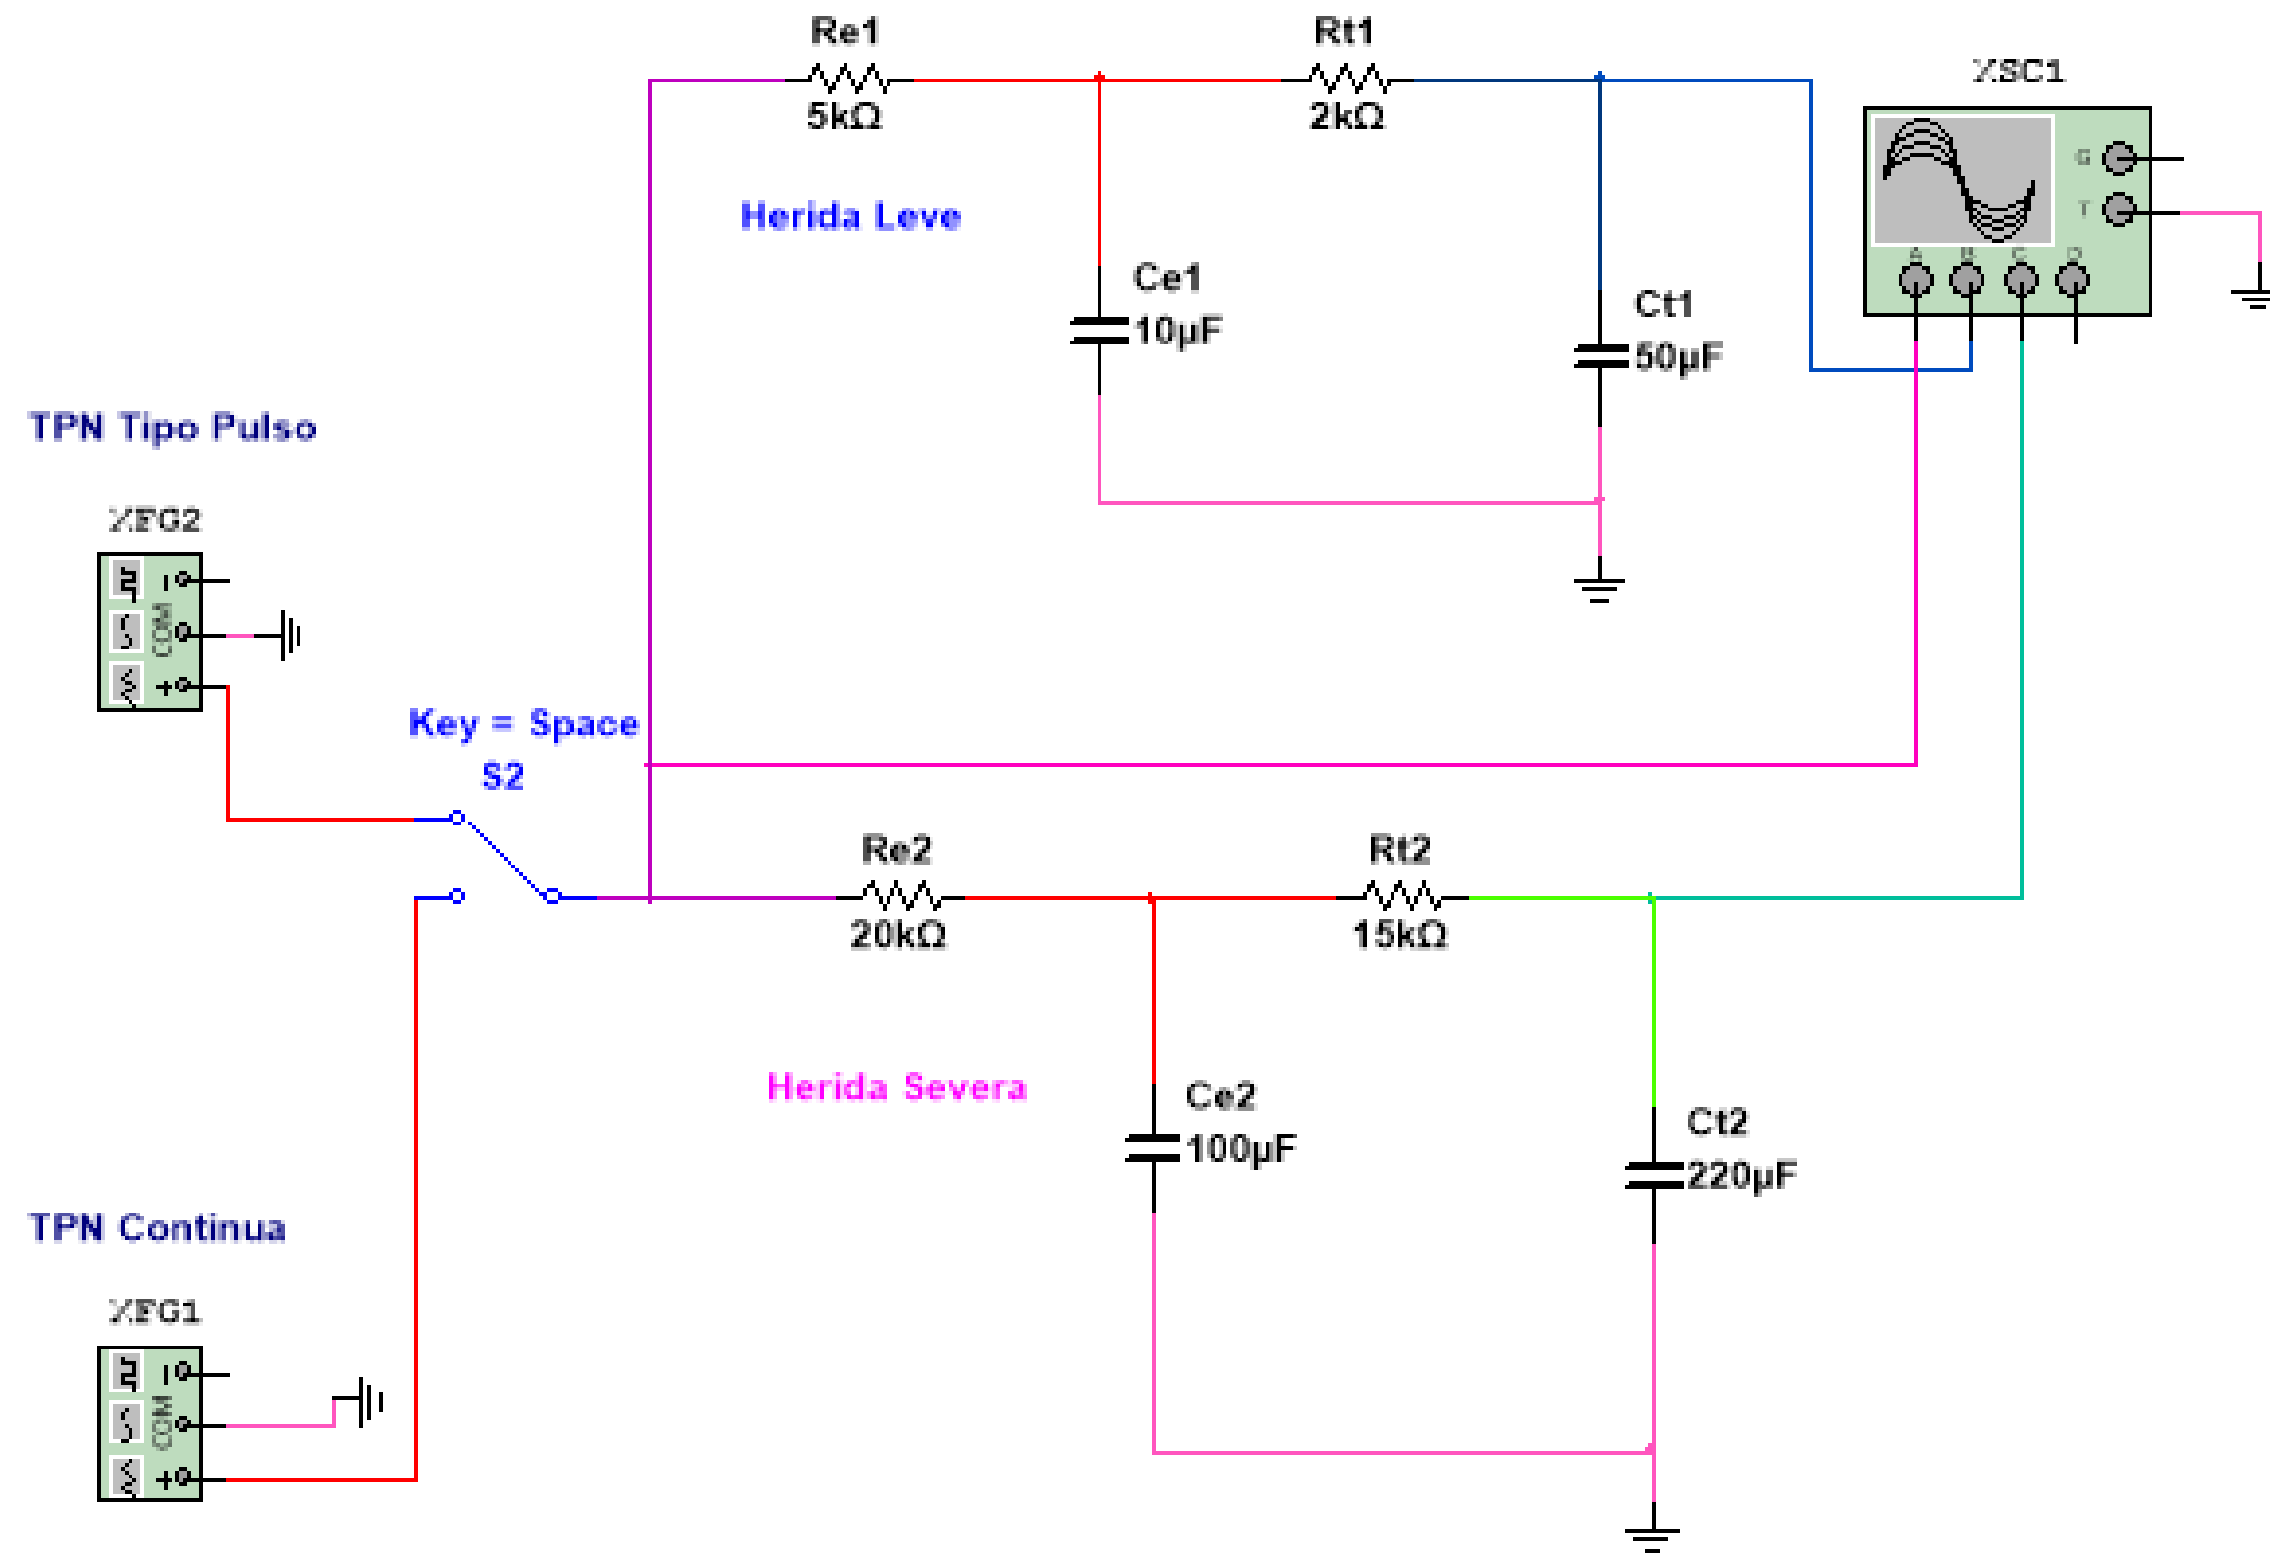 Re1
5kΩ
Rt1
2kΩ
XSC1
G
T
A B C D
Herida Leve
Ce1
10µF
Ct1
50µF
TPN Tipo Pulso
XFG2
COM
Key = Space
S2
Re2
20kΩ
Rt2
15kΩ
Herida Severa
Ce2
100µF
Ct2
220µF
TPN Continua
XFG1
COM